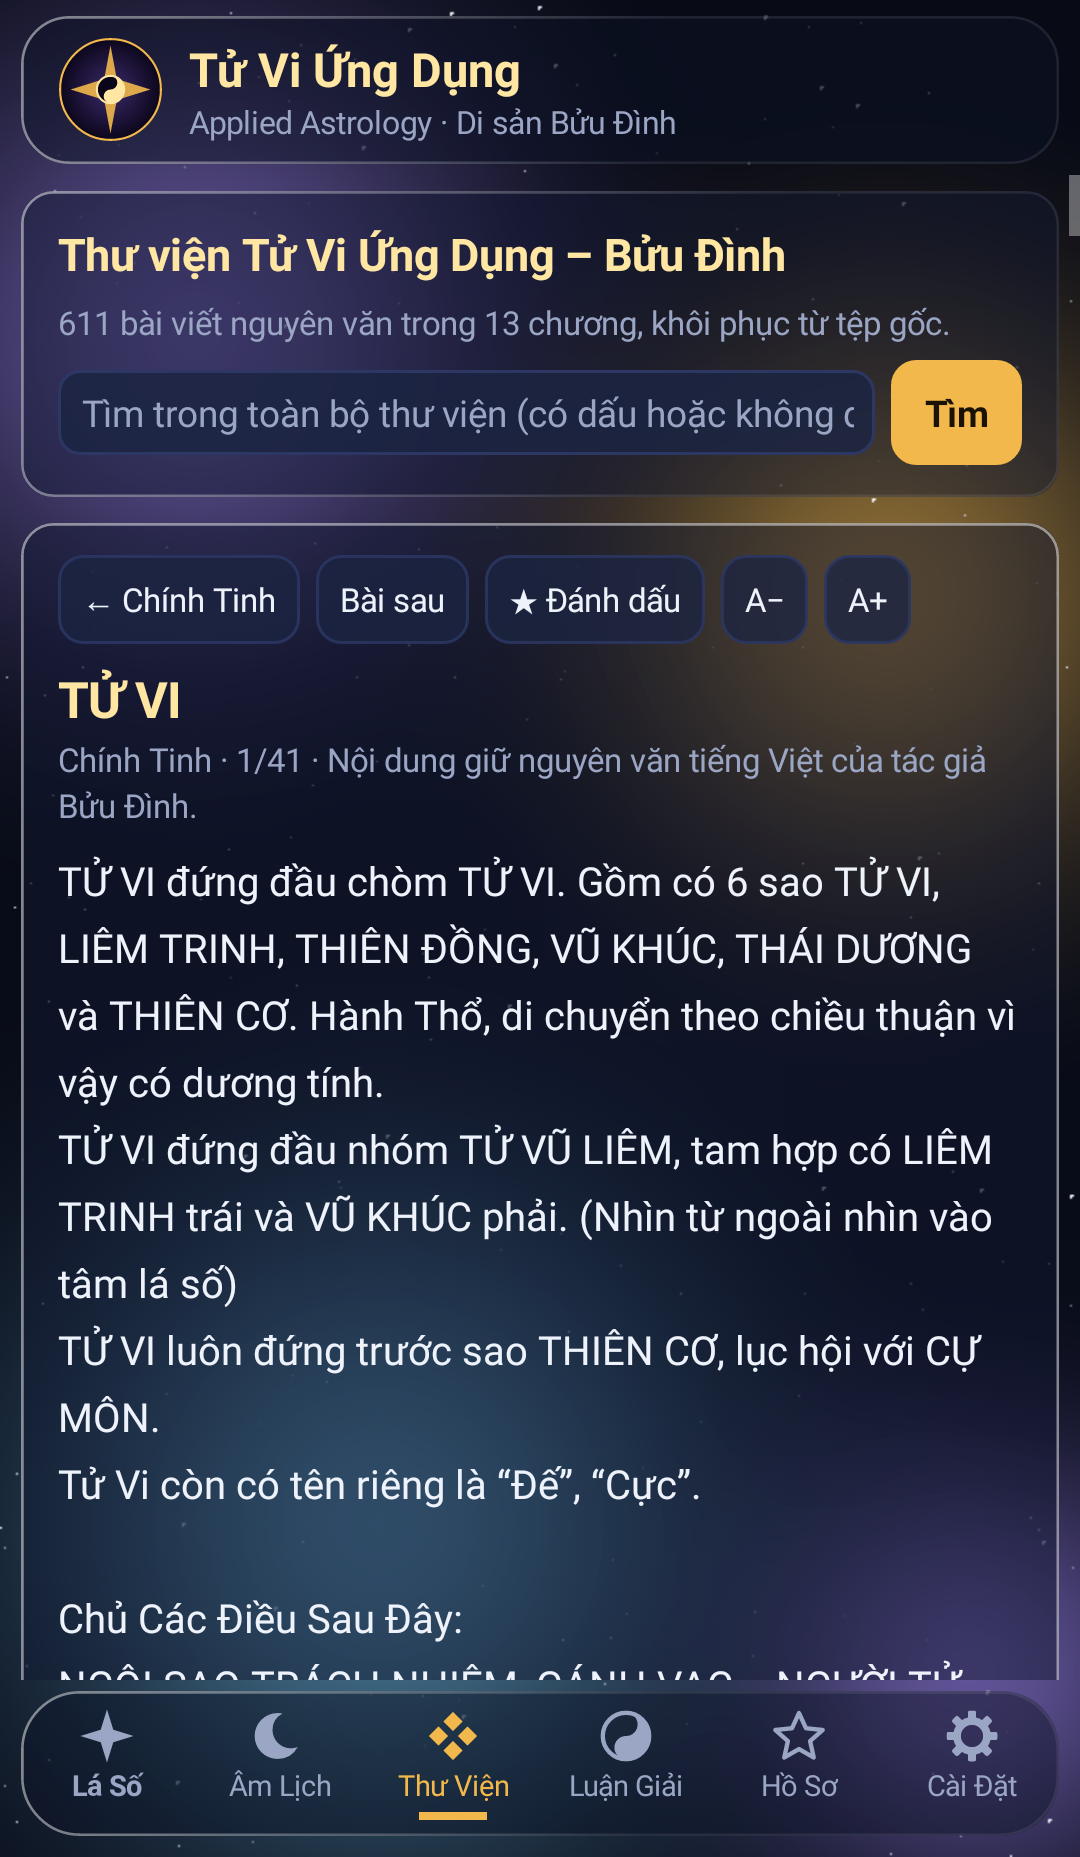 Tử Vi Ứng Dụng
Applied Astrology · Di sản Bửu Đình
Thư viện Tử Vi Ứng Dụng – Bửu Đình
611 bài viết nguyên văn trong 13 chương, khôi phục từ tệp gốc.
Tìm trong toàn bộ thư viện (có dấu hoặc không
Tìm
← Chính Tinh
Bài sau
★ Đánh dấu
A−
A+
TỬ VI
Chính Tinh · 1/41 · Nội dung giữ nguyên văn tiếng Việt của tác giả
Bửu Đình.
TỬ VI đứng đầu chòm TỬ VI. Gồm có 6 sao TỬ VI,
LIÊM TRINH, THIÊN ĐỒNG, VŨ KHÚC, THÁI DƯƠNG
và THIÊN CƠ. Hành Thổ, di chuyển theo chiều thuận vì
vậy có dương tính.
TỬ VI đứng đầu nhóm TỬ VŨ LIÊM, tam hợp có LIÊM
TRINH trái và VŨ KHÚC phải. (Nhìn từ ngoài nhìn vào
tâm lá số)
TỬ VI luôn đứng trước sao THIÊN CƠ, lục hội với CỰ
MÔN.
Tử Vi còn có tên riêng là “Đế”, “Cực”.
Chủ Các Điều Sau Đây:
NGÔI SAO TRÁCH NHIỆM, GÁNH VÁC NGƯỜI TỬ
Lá Số
Âm Lịch
Thư Viện
Luận Giải
Hồ Sơ
Cài Đặt